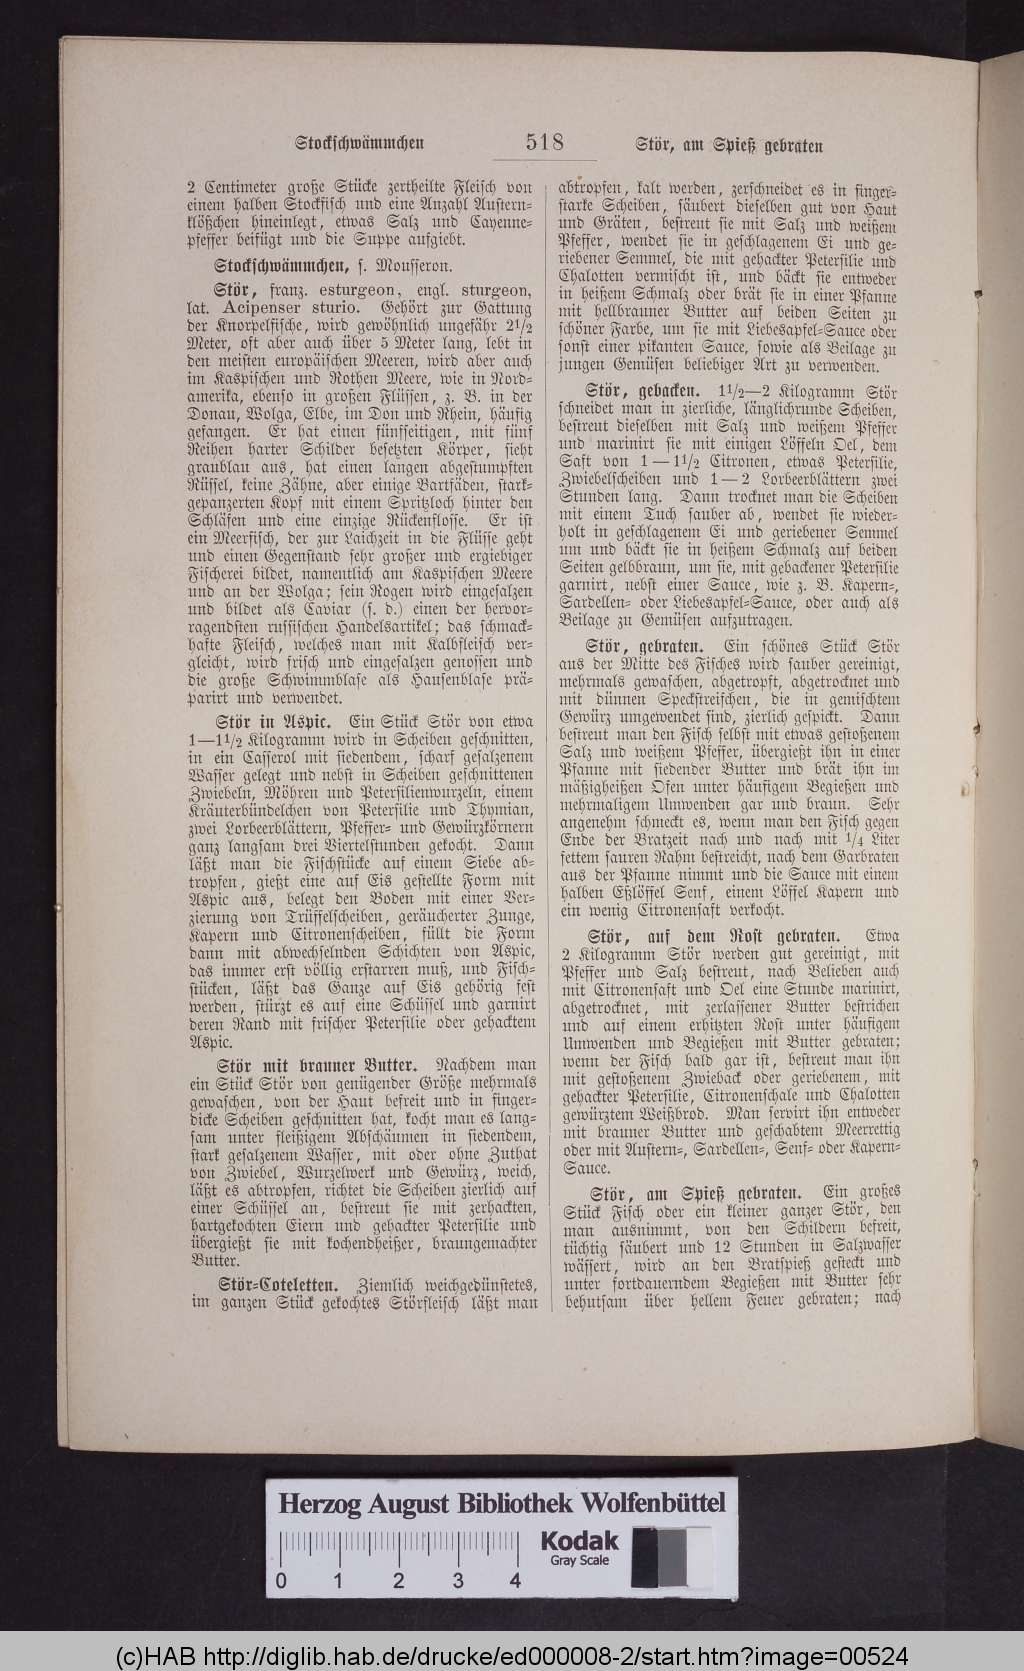 Stockschwämmchen 518 Stör, am Spieß gebraten
2 Centimeter große Stücke zertheilte Fleisch von
einem halben Stockfisch und eine Anzahl Austern-
klößchen hineinlegt, etwas Salz und Cayenne-
pfeffer beifügt und die Suppe aufgiebt.
Stockschwämmchen, s. Mousseron.
Stör, franz. esturgeon, engl. sturgeon,
lat. Acipenser sturio. Gehört zur Gattung
der Knorpelfische, wird gewöhnlich ungefähr 2 1/2
Meter, oft aber auch über 5 Meter lang, lebt in
den meisten europäischen Meeren, wird aber auch
im Kaspischen und Rothen Meere, wie in Nord-
amerika, ebenso in großen Flüssen, z. B. in der
Donau, Wolga, Elbe, im Don und Rhein, häufig
gefangen. Er hat einen fünfseitigen, mit fünf
Reihen harter Schilder besetzten Körper, sieht
graublau aus, hat einen langen abgestumpften
Rüssel, keine Zähne, aber einige Bartfäden, stark-
gepanzerten Kopf mit einem Spritzloch hinter den
Schläfen und eine einzige Rückenflosse. Er ist
ein Meerfisch, der zur Laichzeit in die Flüsse geht
und einen Gegenstand sehr großer und ergiebiger
Fischerei bildet, namentlich am Kaspischen Meere
und an der Wolga; sein Rogen wird eingesalzen
und bildet als Caviar (s. d.) einen der hervor-
ragendsten russischen Handelsartikel; das schmack-
hafte Fleisch, welches man mit Kalbfleisch ver-
gleicht, wird frisch und eingesalzen genossen und
die große Schwimmblase als Hausenblase prä-
parirt und verwendet.
Stör in Aspic. Ein Stück Stör von etwa
1—1 1/2 Kilogramm wird in Scheiben geschnitten,
in ein Casserol mit siedendem, scharf gesalzenem
Wasser gelegt und nebst in Scheiben geschnittenen
Zwiebeln, Möhren und Petersilienwurzeln, einem
Kräuterbündelchen von Petersilie und Thymian,
zwei Lorbeerblättern, Pfeffer- und Gewürzkörnern
ganz langsam drei Viertelstunden gekocht. Dann
läßt man die Fischstücke auf einem Siebe ab-
tropfen, gießt eine auf Eis gestellte Form mit
Aspic aus, belegt den Boden mit einer Ver-
zierung von Trüffelscheiben, geräucherter Zunge,
Kapern und Citronenscheiben, füllt die Form
dann mit abwechselnden Schichten von Aspic,
das immer erst völlig erstarren muß, und Fisch-
stücken, läßt das Ganze auf Eis gehörig fest
werden, stürzt es auf eine Schüssel und garnirt
deren Rand mit frischer Petersilie oder gehacktem
Aspic.
Stör mit brauner Butter. Nachdem man
ein Stück Stör von genügender Größe mehrmals
gewaschen, von der Haut befreit und in finger-
dicke Scheiben geschnitten hat, kocht man es lang-
sam unter fleißigem Abschäumen in siedendem,
stark gesalzenem Wasser, mit oder ohne Zuthat
von Zwiebel, Wurzelwerk und Gewürz, weich,
läßt es abtropfen, richtet die Scheiben zierlich auf
einer Schüssel an, bestreut sie mit zerhackten,
hartgekochten Eiern und gehackter Petersilie und
übergießt sie mit kochendheißer, braungemachter
Butter.
Stör-Coteletten. Ziemlich weichgedünstetes,
im ganzen Stück gekochtes Störfleisch läßt man
abtropfen, kalt werden, zerschneidet es in finger-
starke Scheiben, säubert dieselben gut von Haut
und Gräten, bestreut sie mit Salz und weißem
Pfeffer, wendet sie in geschlagenem Ei und ge-
riebener Semmel, die mit gehackter Petersilie und
Chalotten vermischt ist, und bäckt sie entweder
in heißem Schmalz oder brät sie in einer Pfanne
mit hellbrauner Butter auf beiden Seiten zu
schöner Farbe, um sie mit Liebesapfel-Sauce oder
sonst einer pikanten Sauce, sowie als Beilage zu
jungen Gemüsen beliebiger Art zu verwenden.
Stör, gebacken. 1 1/2—2 Kilogramm Stör
schneidet man in zierliche, länglichrunde Scheiben,
bestreut dieselben mit Salz und weißem Pfeffer
und marinirt sie mit einigen Löffeln Oel, dem
Saft von 1—1 1/2 Citronen, etwas Petersilie,
Zwiebelscheiben und 1—2 Lorbeerblättern zwei
Stunden lang. Dann trocknet man die Scheiben
mit einem Tuch sauber ab, wendet sie wieder-
holt in geschlagenem Ei und geriebener Semmel
um und bäckt sie in heißem Schmalz auf beiden
Seiten gelbbraun, um sie, mit gebackener Petersilie
garnirt, nebst einer Sauce, wie z. B. Kapern-,
Sardellen- oder Liebesapfel-Sauce, oder auch als
Beilage zu Gemüsen aufzutragen.
Stör, gebraten. Ein schönes Stück Stör
aus der Mitte des Fisches wird sauber gereinigt,
mehrmals gewaschen, abgetropft, abgetrocknet und
mit dünnen Speckstreischen, die in gemischtem
Gewürz umgewendet sind, zierlich gespickt. Dann
bestreut man den Fisch selbst mit etwas gestoßenem
Salz und weißem Pfeffer, übergießt ihn in einer
Pfanne mit siedender Butter und brät ihn im
mäßigheißen Ofen unter häufigem Begießen und
mehrmaligem Umwenden gar und braun. Sehr
angenehm schmeckt es, wenn man den Fisch gegen
Ende der Bratzeit nach und nach mit 1/4 Liter
fettem sauren Rahm bestreicht, nach dem Garbraten
aus der Pfanne nimmt und die Sauce mit einem
halben Eßlöffel Senf, einem Löffel Kapern und
ein wenig Citronensaft verkocht.
Stör, auf dem Rost gebraten. Etwa
2 Kilogramm Stör werden gut gereinigt, mit
Pfeffer und Salz bestreut, nach Belieben auch
mit Citronensaft und Oel eine Stunde marinirt,
abgetrocknet, mit zerlassener Butter bestrichen
und auf einem erhitzten Rost unter häufigem
Umwenden und Begießen mit Butter gebraten;
wenn der Fisch bald gar ist, bestreut man ihn
mit gestoßenem Zwieback oder geriebenem, mit
gehackter Petersilie, Citronenschale und Chalotten
gewürztem Weißbrod. Man servirt ihn entweder
mit brauner Butter und geschabtem Meerrettig
oder mit Austern-, Sardellen-, Senf- oder Kapern-
Sauce.
Stör, am Spieß gebraten. Ein großes
Stück Fisch oder ein kleiner ganzer Stör, den
man ausnimmt, von den Schildern befreit,
tüchtig säubert und 12 Stunden in Salzwasser
wässert, wird an den Bratspieß gesteckt und
unter fortdauerndem Begießen mit Butter sehr
behutsam über hellem Feuer gebraten; nach
Herzog August Bibliothek Wolfenbüttel
Kodak
Gray Scale
0 1 2 3 4
(c)HAB http://diglib.hab.de/drucke/ed000008-2/start.htm?image=00524